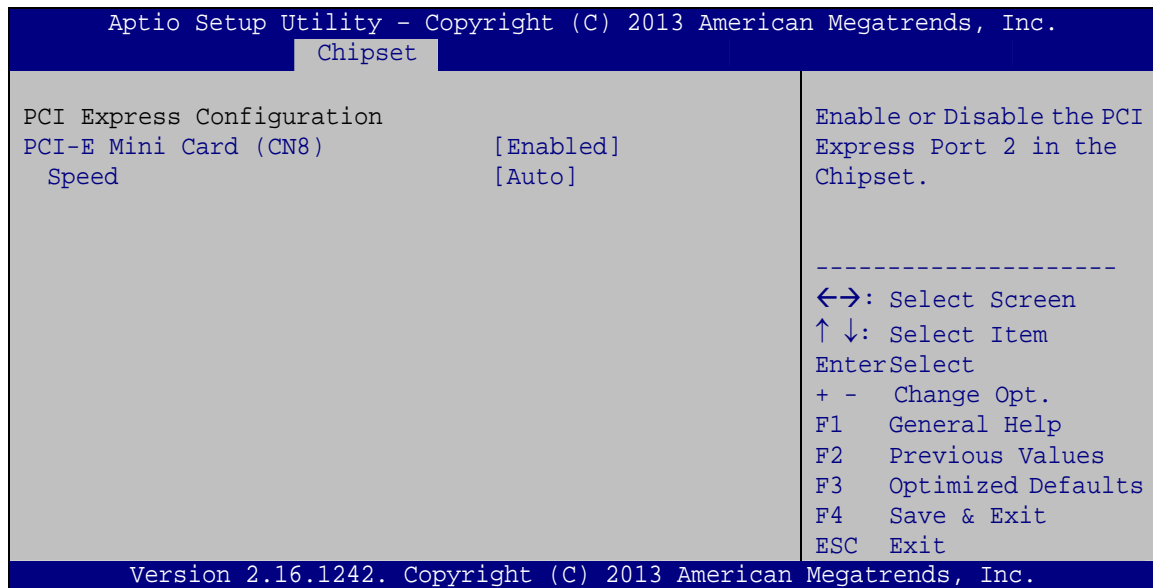 Aptio Setup Utility – Copyright (C) 2013 American Megatrends, Inc.
Chipset
PCI Express Configuration
PCI-E Mini Card (CN8) [Enabled]
Speed [Auto]
Enable or Disable the PCI
Express Port 2 in the
Chipset.
----------------------
←→: Select Screen
↑ ↓: Select Item
EnterSelect
+ - Change Opt.
F1 General Help
F2 Previous Values
F3 Optimized Defaults
F4 Save & Exit
ESC Exit
Version 2.16.1242. Copyright (C) 2013 American Megatrends, Inc.